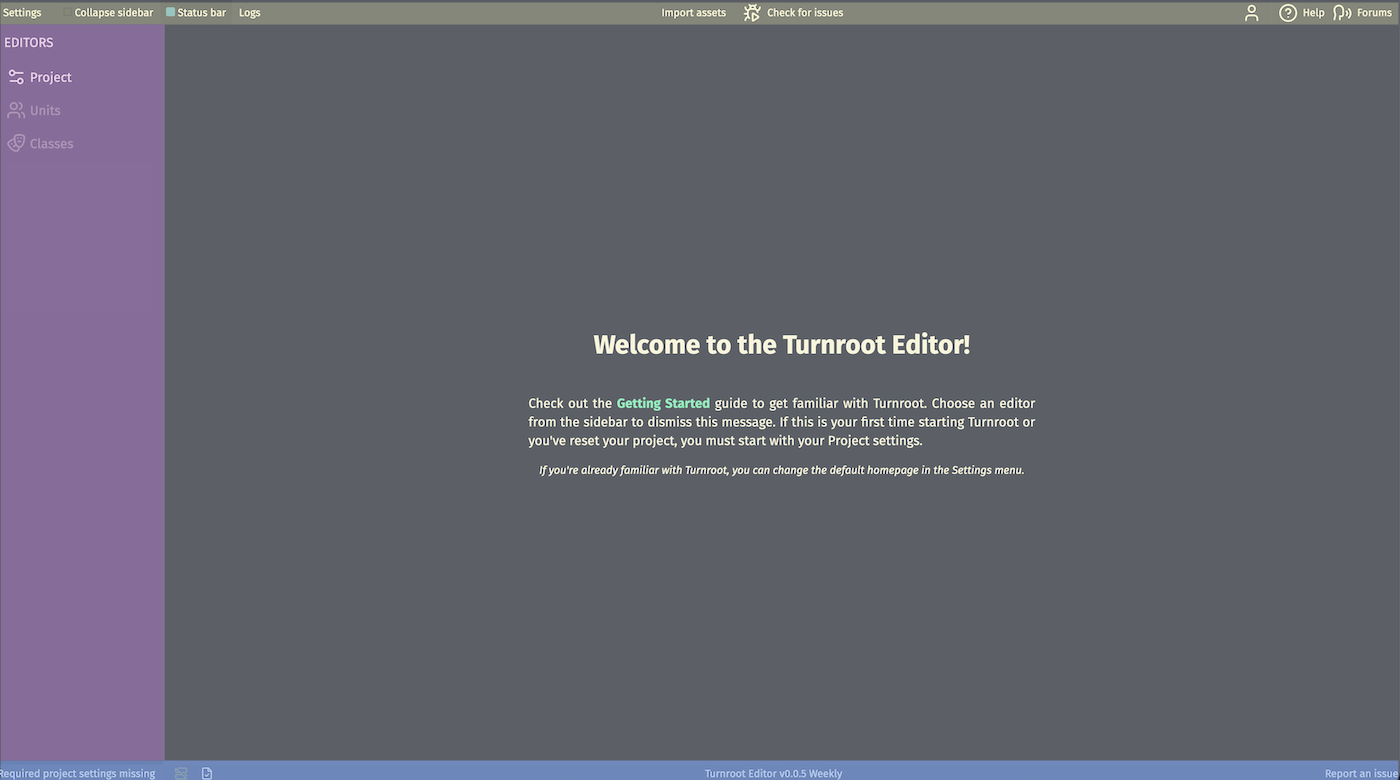 Settings Collapse sidebar Status bar Logs Import assets Check for issues Help Forums
EDITORS
Project
Units
Classes
Welcome to the Turnroot Editor!
Check out the Getting Started guide to get familiar with Turnroot. Choose an editor
from the sidebar to dismiss this message. If this is your first time starting Turnroot or
you've reset your project, you must start with your Project settings.
If you're already familiar with Turnroot, you can change the default homepage in the Settings menu.
Required project settings missing Turnroot Editor v0.0.5 Weekly Report an issue